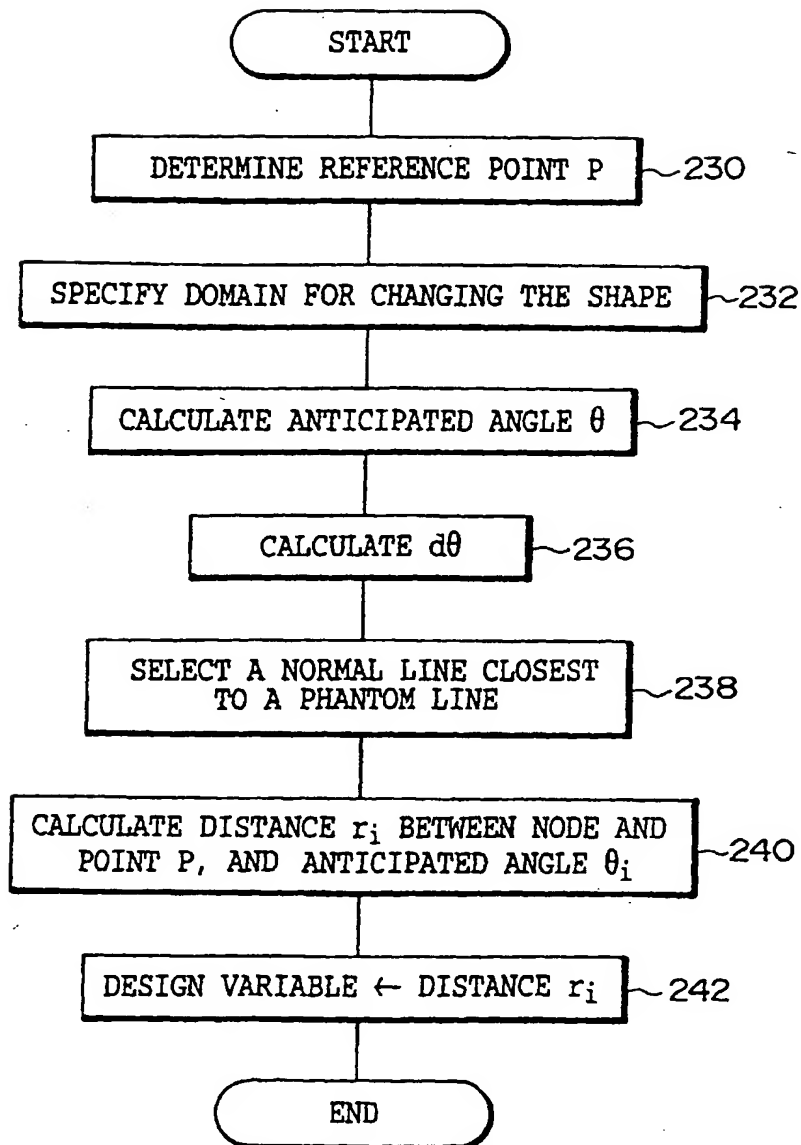 START
DETERMINE REFERENCE POINT P
230
SPECIFY DOMAIN FOR CHANGING THE SHAPE
232
CALCULATE ANTICIPATED ANGLE θ
234
CALCULATE dθ
236
SELECT A NORMAL LINE CLOSEST
TO A PHANTOM LINE
238
CALCULATE DISTANCE ri BETWEEN NODE AND
POINT P, AND ANTICIPATED ANGLE θi
240
DESIGN VARIABLE ← DISTANCE ri
242
END